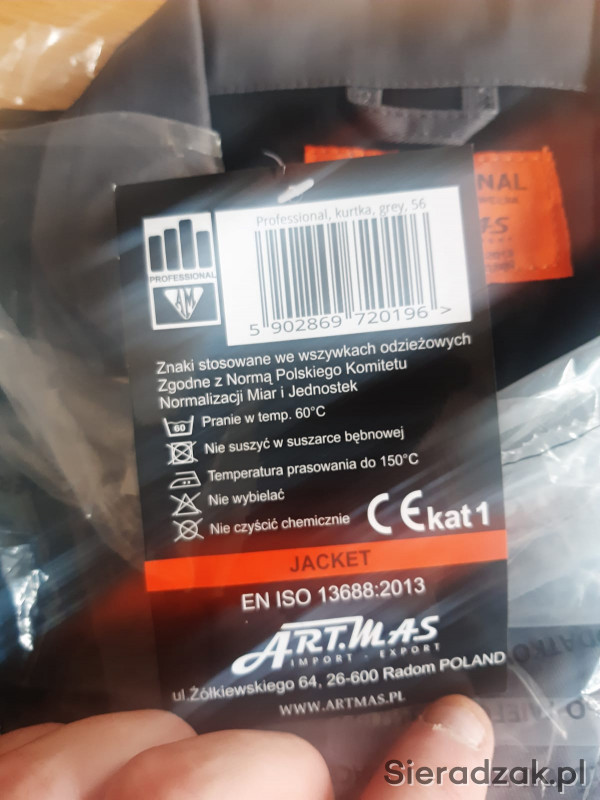 Professional, kurtka, grey, 56
PROFESSIONAL
AM
5 902869 720196 >
NAL
MAS
Znaki stosowane we wszywkach odzieżowych
Zgodne z Normą Polskiego Komitetu
Normalizacji Miar i Jednostek
60
Pranie w temp. 60°C
Nie suszyć w suszarce bębnowej
Temperatura prasowania do 150°C
Nie wybielać
Nie czyścić chemicznie
CE kat 1
JACKET
EN ISO 13688:2013
ART.MAS
IMPORT - EXPORT
ul.Żółkiewskiego 64, 26-600 Radom POLAND
WWW.ARTMAS.PL
Sieradzak.pl